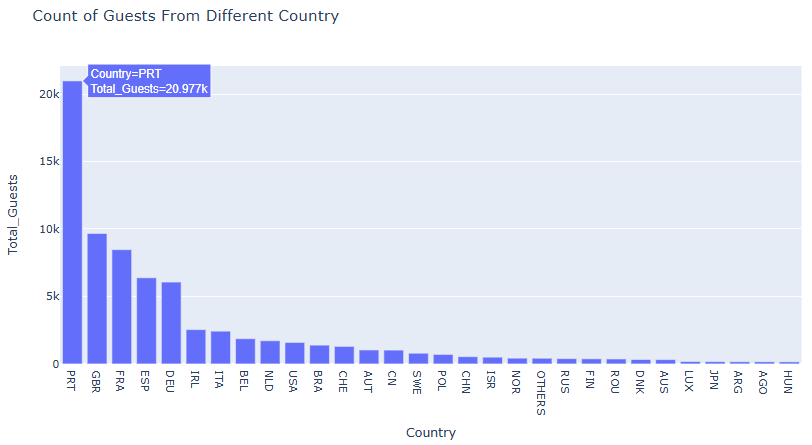 Count of Guests From Different Country
Country=PRT
Total_Guests=20.977k
20k
15k
10k
5k
0
Total_Guests
PRT
GBR
FRA
ESP
DEU
IRL
ITA
BEL
NLD
USA
BRA
CHE
AUT
CN
SWE
POL
CHN
ISR
NOR
OTHERS
RUS
FIN
ROU
DNK
AUS
LUX
JPN
ARG
AGO
HUN
Country